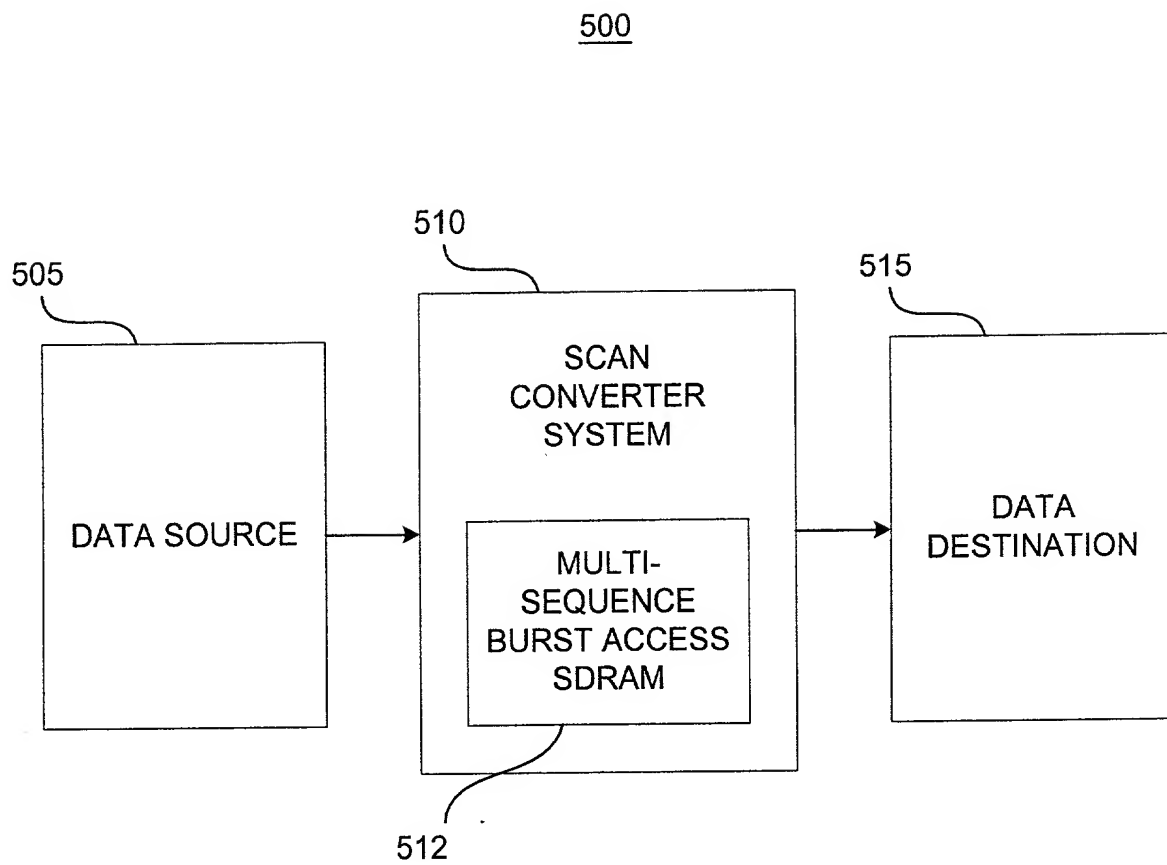 500
510
505
515
SCAN
CONVERTER
SYSTEM
DATA SOURCE
DATA
DESTINATION
MULTI-
SEQUENCE
BURST ACCESS
SDRAM
512